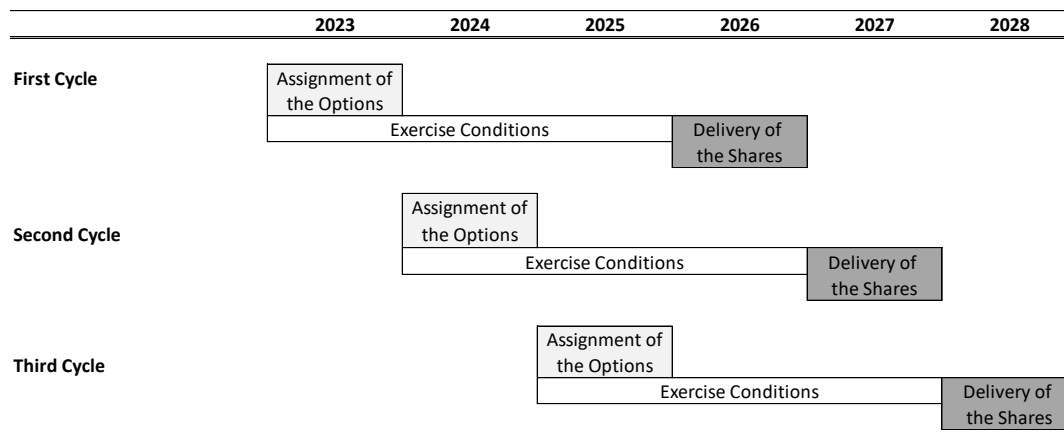 2023 2024 2025 2026 2027 2028
First Cycle
Assignment of
the Options
Exercise Conditions
Delivery of
the Shares
Second Cycle
Assignment of
the Options
Exercise Conditions
Delivery of
the Shares
Third Cycle
Assignment of
the Options
Exercise Conditions
Delivery of
the Shares